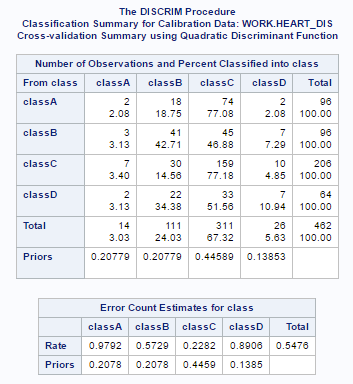 The DISCRIM Procedure
Classification Summary for Calibration Data: WORK.HEART_DIS
Cross-validation Summary using Quadratic Discriminant Function
Number of Observations and Percent Classified into class
From class classA classB classC classD Total
classA 2 18 74 2 96
2.08 18.75 77.08 2.08 100.00
classB 3 41 45 7 96
3.13 42.71 46.88 7.29 100.00
classC 7 30 159 10 206
3.40 14.56 77.18 4.85 100.00
classD 2 22 33 7 64
3.13 34.38 51.56 10.94 100.00
Total 14 111 311 26 462
3.03 24.03 67.32 5.63 100.00
Priors 0.20779 0.20779 0.44589 0.13853
Error Count Estimates for class
classA classB classC classD Total
Rate 0.9792 0.5729 0.2282 0.8906 0.5476
Priors 0.2078 0.2078 0.4459 0.1385